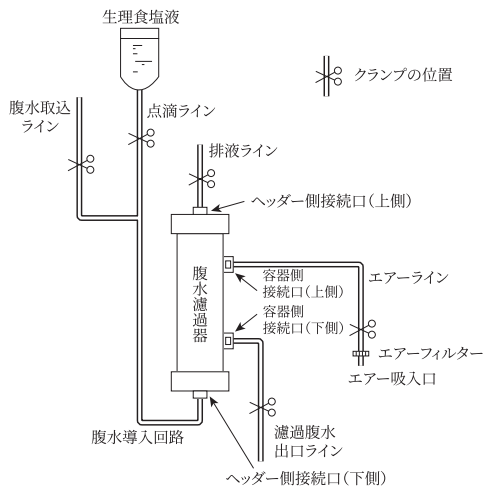 生理食塩液
腹水取込
ライン
点滴ライン
クランプの位置
排液ライン
ヘッダー側接続口(上側)
腹水濾過器
容器側
接続口(上側)
エアーライン
容器側
接続口(下側)
エアーフィルター
エアー吸入口
腹水導入回路
濾過腹水
出口ライン
ヘッダー側接続口(下側)